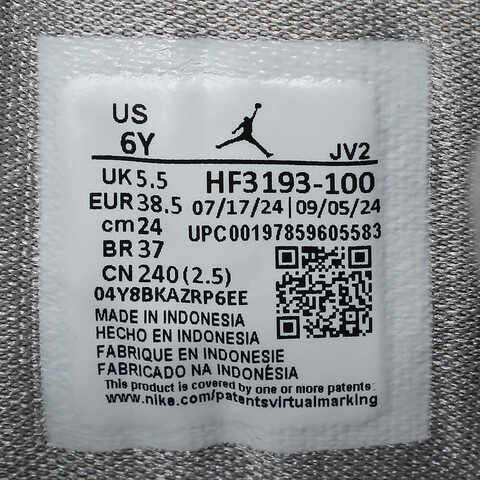 US
6Y
JV2
UK 5.5
HF3193-100
EUR 38.5
07/17/24 | 09/05/24
cm 24
UPC00197859605583
BR 37
CN 240 (2.5)
04Y8BKAZRP6EE
MADE IN INDONESIA
HECHO EN INDONESIA
FABRIQUE EN INDONESIE
FABRICADO NA INDONÉSIA
This product is covered by one or more patents:
www.nike.com/patentsvirtualmarking